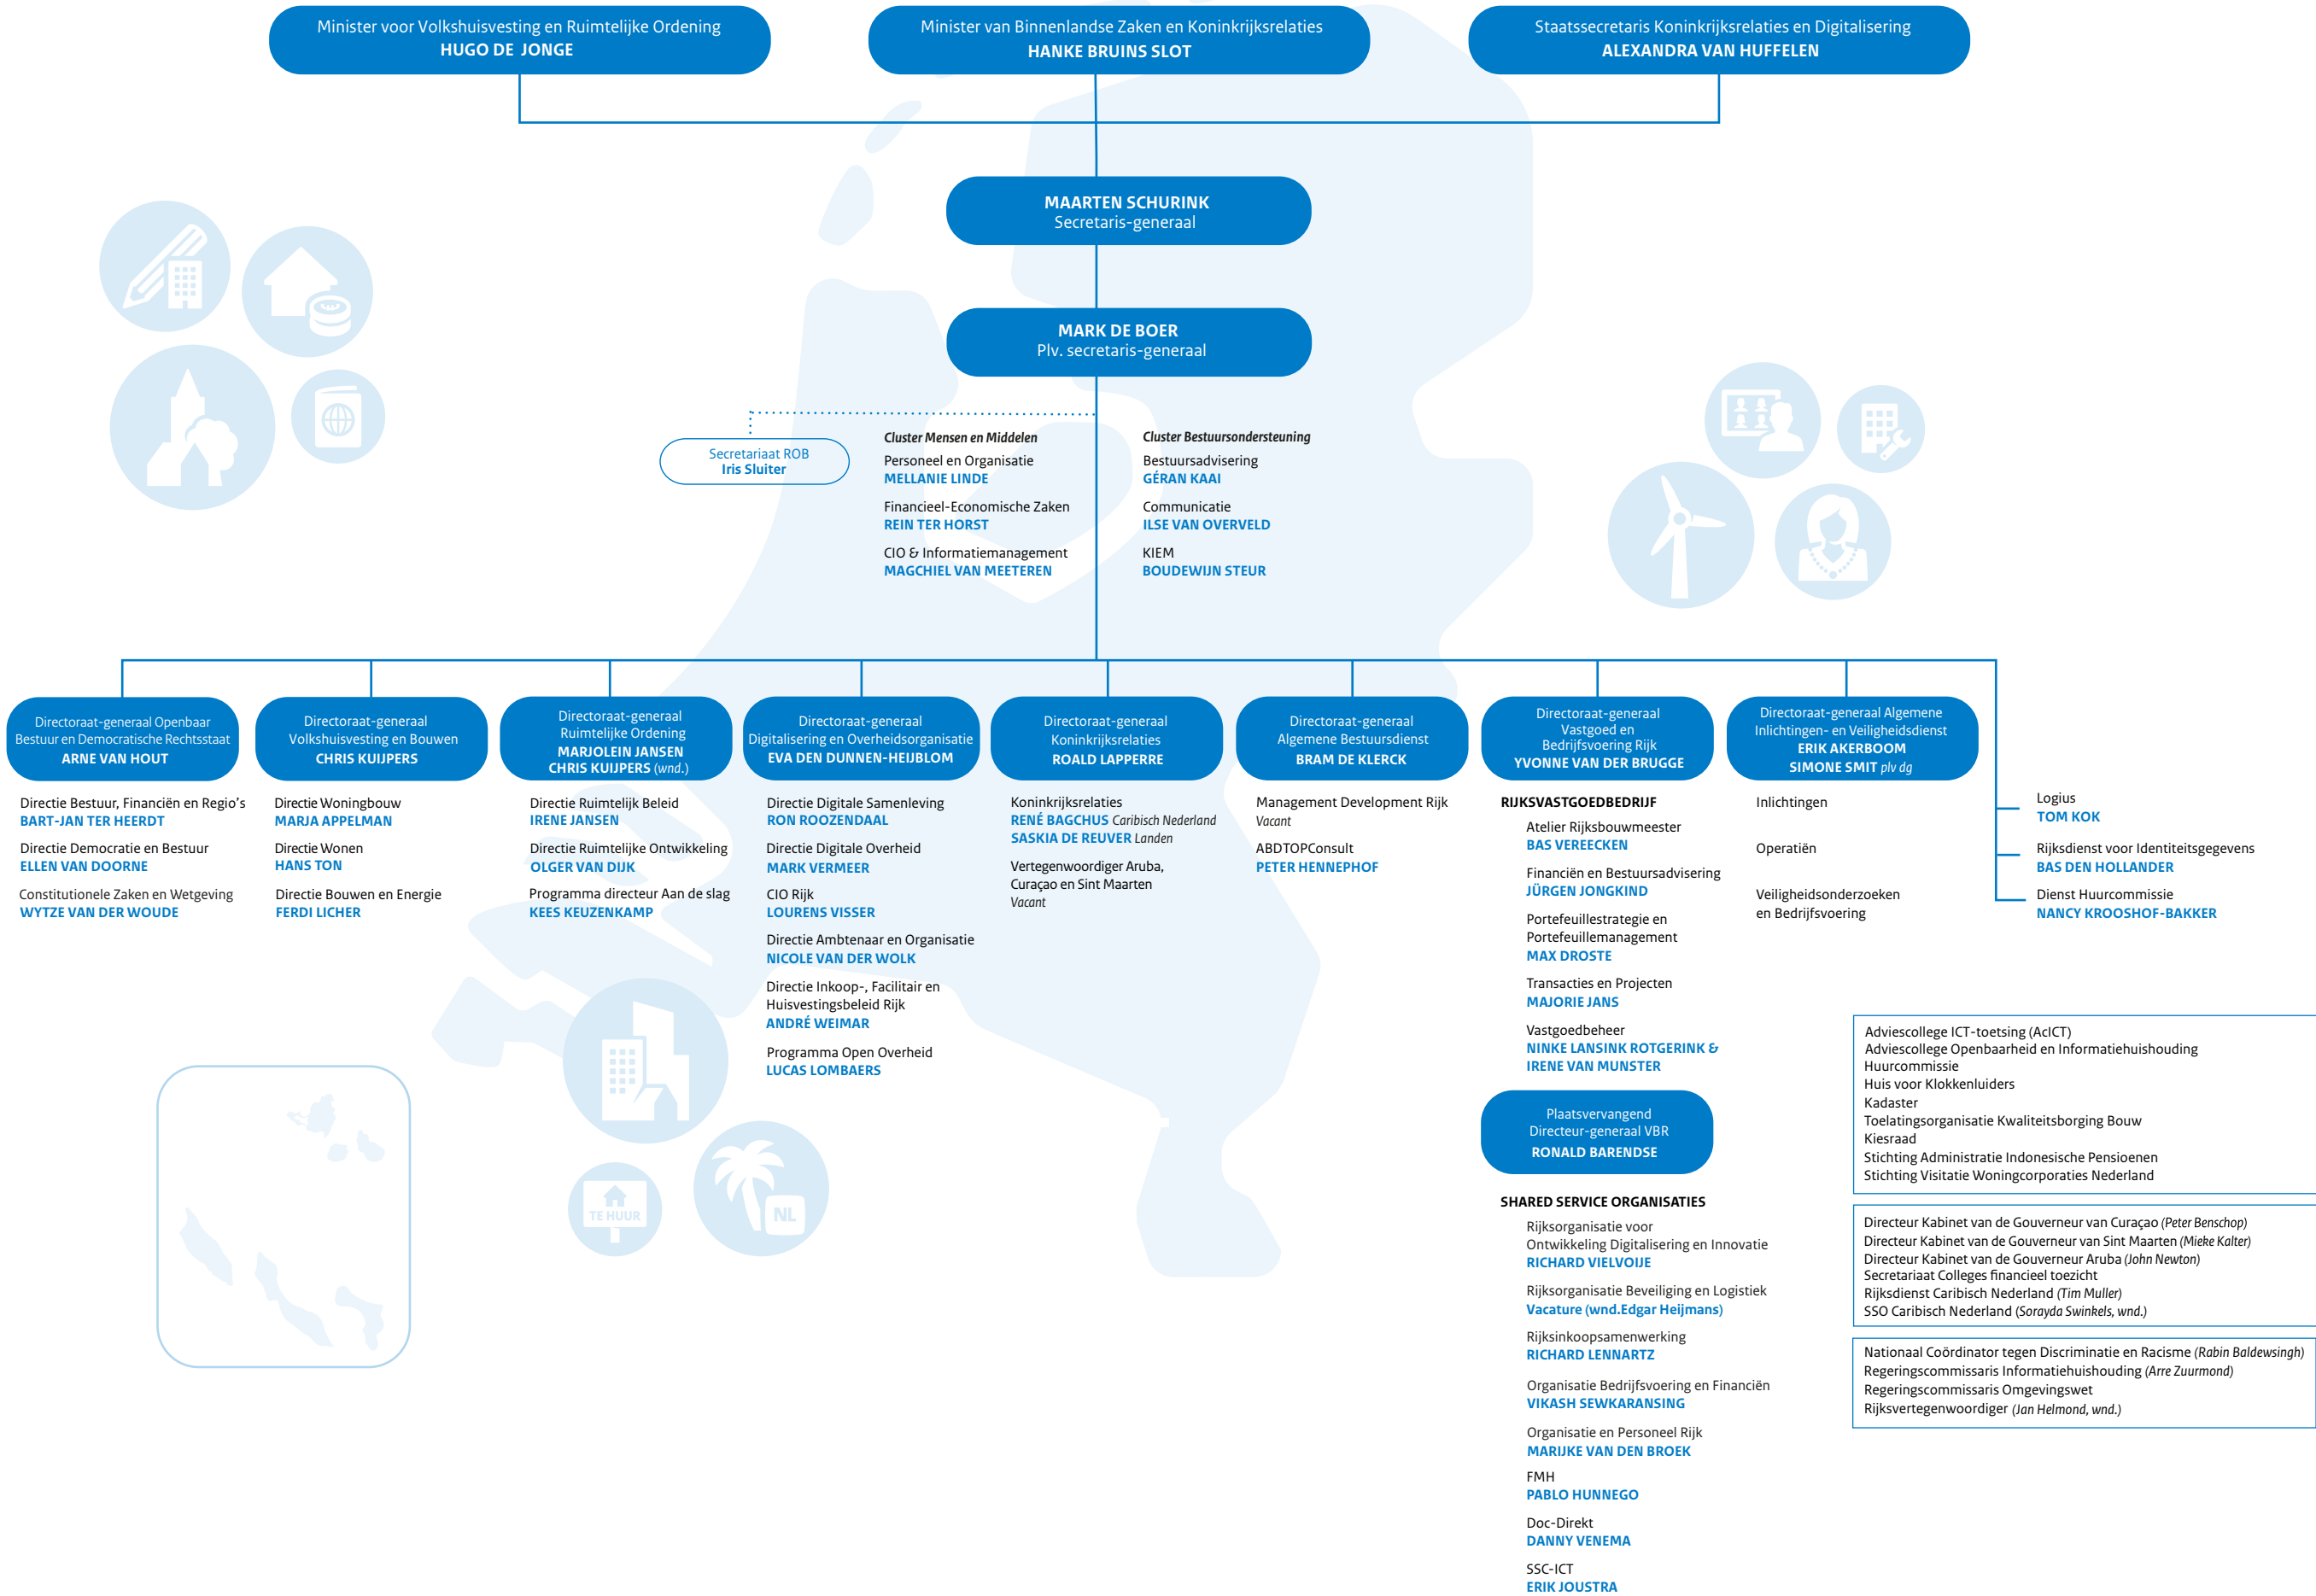 Minister voor Volkshuisvesting en Ruimtelijke Ordening
HUGO DE JONGE
Minister van Binnenlandse Zaken en Koninkrijksrelaties
HANKE BRUINS SLOT
Staatssecretaris Koninkrijksrelaties en Digitalisering
ALEXANDRA VAN HUFFELEN
MAARTEN SCHURINK
Secretaris-generaal
MARK DE BOER
Plv. secretaris-generaal
Secretariaat ROB
Iris Sluiter
Cluster Mensen en Middelen
Personeel en Organisatie
MELLANIE LINDE
Financieel-Economische Zaken
REIN TER HORST
CIO & Informatiemanagement
MAGCHIEL VAN MEETEREN
Cluster Bestuursondersteuning
Bestuursadvisering
GÉRAN KAAI
Communicatie
ILSE VAN OVERVELD
KIEM
BOUDEWIJN STEUR
Directoraat-generaal Openbaar
Bestuur en Democratische Rechtsstaat
ARNE VAN HOUT
Directie Bestuur, Financiën en Regio's
BART-JAN TER HEERDT
Directie Democratie en Bestuur
ELLEN VAN DOORNE
Constitutionele Zaken en Wetgeving
WYTZE VAN DER WOUDE
Directoraat-generaal
Volkshuisvesting en Bouwen
CHRIS KUIJPERS
Directie Woningbouw
MARJA APPELMAN
Directie Wonen
HANS TON
Directie Bouwen en Energie
FERDI LICHER
Directoraat-generaal
Ruimtelijke Ordening
MARJOLEIN JANSEN
CHRIS KUIJPERS (wnd.)
Directie Ruimtelijk Beleid
IRENE JANSEN
Directie Ruimtelijke Ontwikkeling
OLGER VAN DIJK
Programma directeur Aan de slag
KEES KEUZENKAMP
Directoraat-generaal
Digitalisering en Overheidsorganisatie
EVA DEN DUNNEN-HEIJBLOM
Directie Digitale Samenleving
RON ROOZENDAAL
Directie Digitale Overheid
MARK VERMEER
CIO Rijk
LOURENS VISSER
Directie Ambtenaar en Organisatie
NICOLE VAN DER WOLK
Directie Inkoop-, Facilitair en
Huisvestingsbeleid Rijk
ANDRÉ WEIMAR
Programma Open Overheid
LUCAS LOMBAERS
Directoraat-generaal
Koninkrijksrelaties
ROALD LAPPERRE
Koninkrijksrelaties
RENÉ BAGCHUS Caribisch Nederland
SASKIA DE REUVER Landen
Vertegenwoordiger Aruba,
Curaçao en Sint Maarten
Vacant
Directoraat-generaal
Algemene Bestuursdienst
BRAM DE KLERCK
Management Development Rijk
Vacant
ABDTOPConsult
PETER HENNEPHOF
Directoraat-generaal
Vastgoed en
Bedrijfsvoering Rijk
YVONNE VAN DER BRUGGE
RIJKSVASTGOEDBEDRIJF
Atelier Rijksbouwmeester
BAS VEREECKEN
Financiën en Bestuursadvisering
JÜRGEN JONGKIND
Portefeuillestrategie en
Portefeuillemanagement
MAX DROSTE
Transacties en Projecten
MAJORIE JANS
Vastgoedbeheer
NINKE LANSINK ROTGERINK &
IRENE VAN MUNSTER
Plaatsvervangend
Directeur-generaal VBR
RONALD BARENDSE
SHARED SERVICE ORGANISATIES
Rijksorganisatie voor
Ontwikkeling Digitalisering en Innovatie
RICHARD VIELVOIJE
Rijksorganisatie Beveiliging en Logistiek
Vacature (wnd.Edgar Heijmans)
Rijksinkoopsamenwerking
RICHARD LENNARTZ
Organisatie Bedrijfsvoering en Financiën
VIKASH SEWKARANSING
Organisatie en Personeel Rijk
MARIJKE VAN DEN BROEK
FMH
PABLO HUNNEGO
Doc-Direkt
DANNY VENEMA
SSC-ICT
ERIK JOUSTRA
Directoraat-generaal Algemene
Inlichtingen- en Veiligheidsdienst
ERIK AKERBOOM
SIMONE SMIT plv dg
Inlichtingen
Operatiën
Veiligheidsonderzoeken
en Bedrijfsvoering
Logius
TOM KOK
Rijksdienst voor Identiteitsgegevens
BAS DEN HOLLANDER
Dienst Huurcommissie
NANCY KROOSHOF-BAKKER
Adviescollege ICT-toetsing (AcICT)
Adviescollege Openbaarheid en Informatiehuishouding
Huurcommissie
Huis voor Klokkenluiders
Kadaster
Toelatingsorganisatie Kwaliteitsborging Bouw
Kiesraad
Stichting Administratie Indonesische Pensioenen
Stichting Visitatie Woningcorporaties Nederland
Directeur Kabinet van de Gouverneur van Curaçao (Peter Benschop)
Directeur Kabinet van de Gouverneur van Sint Maarten (Mieke Kalter)
Directeur Kabinet van de Gouverneur Aruba (John Newton)
Secretariaat Colleges financieel toezicht
Rijksdienst Caribisch Nederland (Tim Muller)
SSO Caribisch Nederland (Sorayda Swinkels, wnd.)
Nationaal Coördinator tegen Discriminatie en Racisme (Rabin Baldewsingh)
Regeringscommissaris Informatiehuishouding (Arre Zuurmond)
Regeringscommissaris Omgevingswet
Rijksvertegenwoordiger (Jan Helmond, wnd.)
TE HUUR
NL